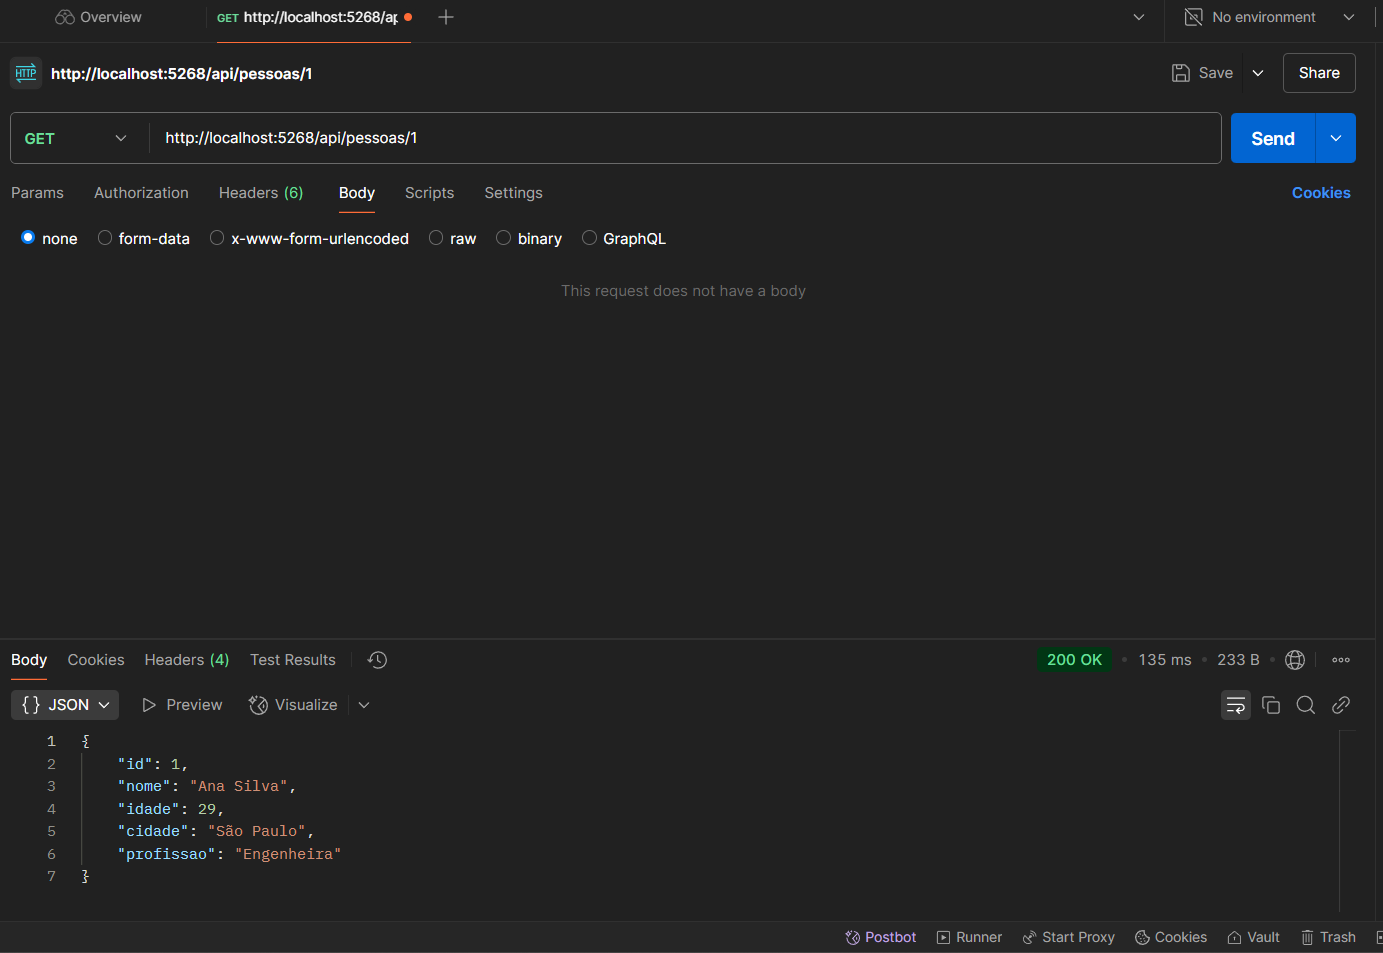 Overview
GET http://localhost:5268/ap
No environment
HTTP http://localhost:5268/api/pessoas/1
Save
Share
GET http://localhost:5268/api/pessoas/1
Send
Params Authorization Headers (6) Body Scripts Settings Cookies
none form-data x-www-form-urlencoded raw binary GraphQL
This request does not have a body
Body Cookies Headers (4) Test Results 200 OK • 135 ms • 233 B •
{} JSON Preview Visualize
1 {
2 "id": 1,
3 "nome": "Ana Silva",
4 "idade": 29,
5 "cidade": "São Paulo",
6 "profissao": "Engenheira"
7 }
Postbot Runner Start Proxy Cookies Vault Trash